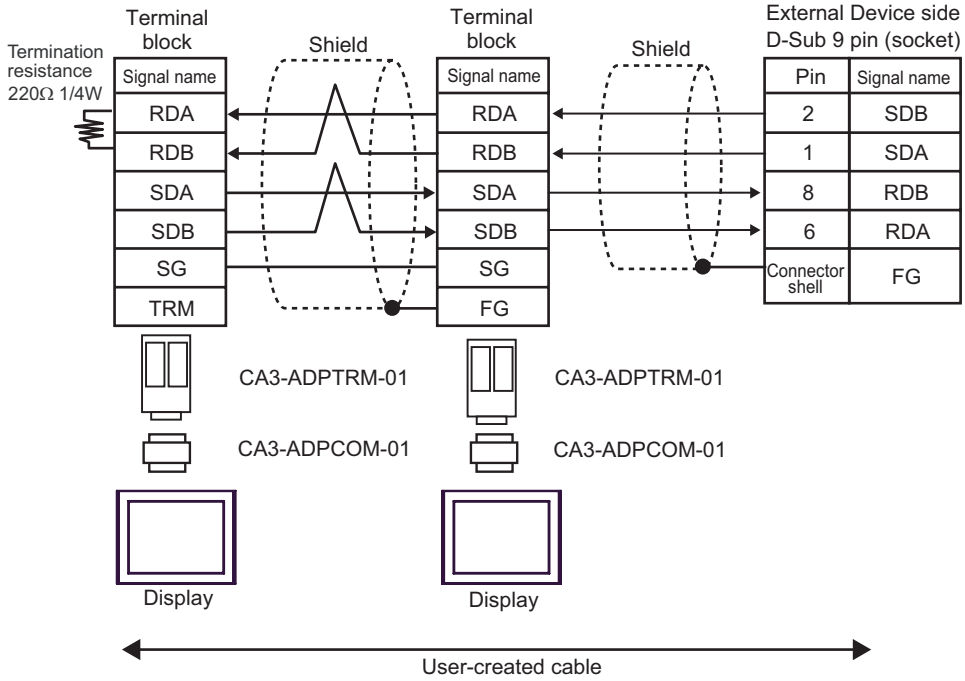 Termination
resistance
220Ω 1/4W
Terminal
block
Signal name
RDA
RDB
SDA
SDB
SG
TRM
Shield
Terminal
block
Signal name
RDA
RDB
SDA
SDB
SG
FG
Shield
External Device side
D-Sub 9 pin (socket)
Pin Signal name
2 SDB
1 SDA
8 RDB
6 RDA
Connector
shell
FG
CA3-ADPTRM-01
CA3-ADPTRM-01
CA3-ADPCOM-01
CA3-ADPCOM-01
Display
Display
User-created cable